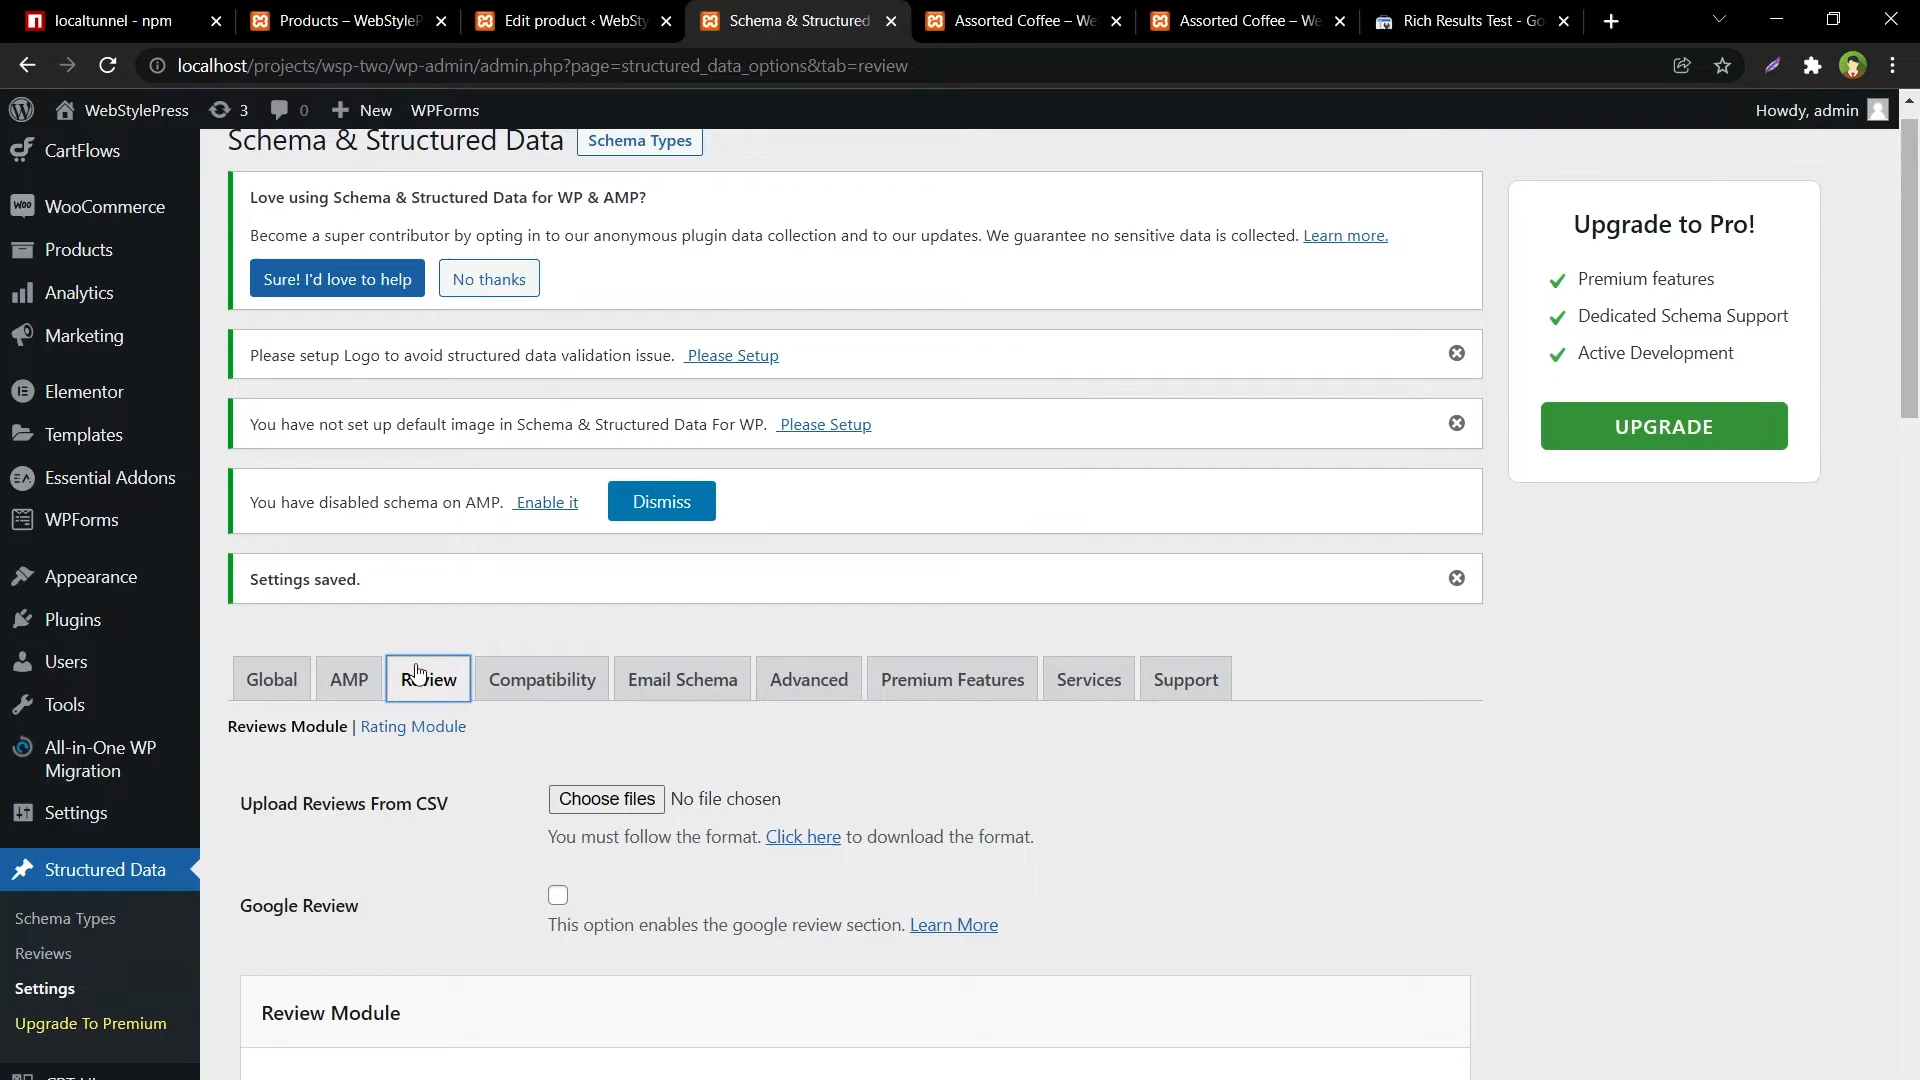 localtunnel - npm
Products – WebStyleP
Edit product ‹ WebSty
Schema & Structured
Assorted Coffee – We
Assorted Coffee – We
Rich Results Test - Go
localhost/projects/wsp-two/wp-admin/admin.php?page=structured_data_options&tab=review
WebStylePress
3
0
New
WPForms
Howdy, admin
CartFlows
WooCommerce
Products
Analytics
Marketing
Elementor
Templates
Essential Addons
WPForms
Appearance
Plugins
Users
Tools
All-in-One WP
Migration
Settings
Structured Data
Schema Types
Reviews
Settings
Upgrade To Premium
Schema & Structured Data
Schema Types
Love using Schema & Structured Data for WP & AMP?
Become a super contributor by opting in to our anonymous plugin data collection and to our updates. We guarantee no sensitive data is collected. Learn more.
Sure! I'd love to help
No thanks
Please setup Logo to avoid structured data validation issue. Please Setup
You have not set up default image in Schema & Structured Data For WP. Please Setup
You have disabled schema on AMP. Enable it
Dismiss
Settings saved.
Global
AMP
Review
Compatibility
Email Schema
Advanced
Premium Features
Services
Support
Reviews Module | Rating Module
Upload Reviews From CSV
Choose files No file chosen
You must follow the format. Click here to download the format.
Google Review
This option enables the google review section. Learn More
Review Module
Upgrade to Pro!
Premium features
Dedicated Schema Support
Active Development
UPGRADE